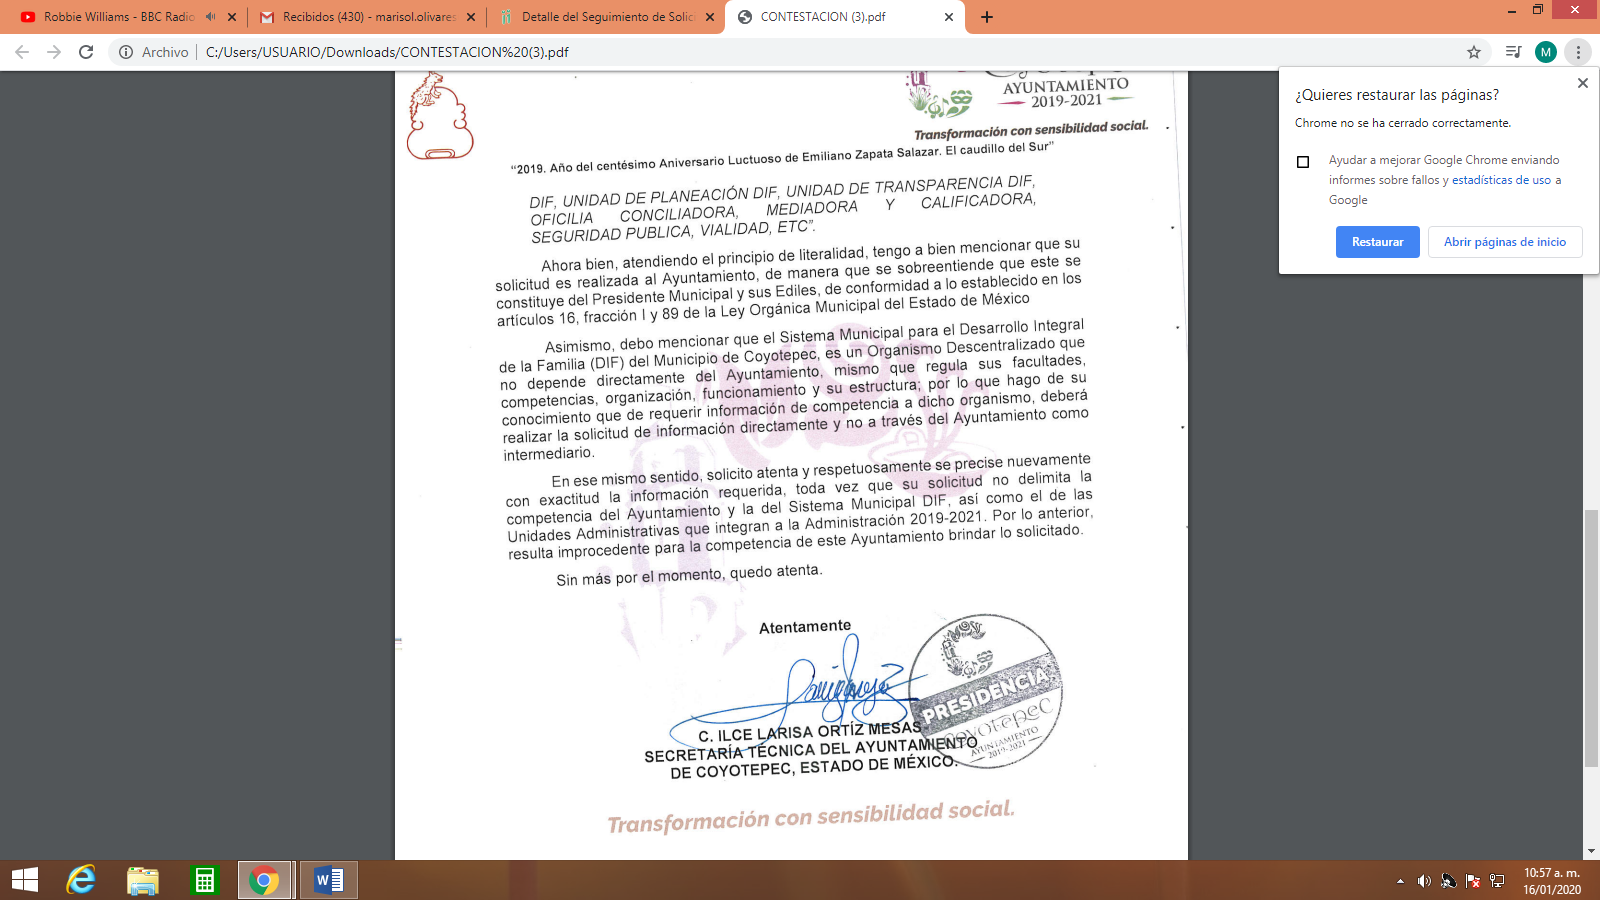 Robbie Williams - BBC Radio
Recibidos (430) - marisol.olivares
Detalle del Seguimiento de Solici
CONTESTACION (3).pdf
Archivo
C:/Users/USUARIO/Downloads/CONTESTACION%20(3).pdf
M
¿Quieres restaurar las páginas?
Chrome no se ha cerrado correctamente.
Ayudar a mejorar Google Chrome enviando
informes sobre fallos y estadísticas de uso a
Google
Restaurar
Abrir páginas de inicio
AYUNTAMIENTO
2019-2021
Transformación con sensibilidad social.
"2019. Año del centésimo Aniversario Luctuoso de Emiliano Zapata Salazar. El caudillo del Sur"
DIF, UNIDAD DE PLANEACIÓN DIF, UNIDAD DE TRANSPARENCIA DIF,
OFICILIA CONCILIADORA, MEDIADORA Y CALIFICADORA,
SEGURIDAD PUBLICA, VIALIDAD, ETC".
Ahora bien, atendiendo el principio de literalidad, tengo a bien mencionar que su
solicitud es realizada al Ayuntamiento, de manera que se sobreentiende que este se
constituye del Presidente Municipal y sus Ediles, de conformidad a lo establecido en los
artículos 16, fracción I y 89 de la Ley Orgánica Municipal del Estado de México
Asimismo, debo mencionar que el Sistema Municipal para el Desarrollo Integral
de la Familia (DIF) del Municipio de Coyotepec, es un Organismo Descentralizado que
no depende directamente del Ayuntamiento, mismo que regula sus facultades,
competencias, organización, funcionamiento y su estructura; por lo que hago de su
conocimiento que de requerir información de competencia a dicho organismo, deberá
realizar la solicitud de información directamente y no a través del Ayuntamiento como
intermediario.
En ese mismo sentido, solicito atenta y respetuosamente se precise nuevamente
con exactitud la información requerida, toda vez que su solicitud no delimita la
competencia del Ayuntamiento y la del Sistema Municipal DIF, así como el de las
Unidades Administrativas que integran a la Administración 2019-2021. Por lo anterior,
resulta improcedente para la competencia de este Ayuntamiento brindar lo solicitado.
Sin más por el momento, quedo atenta.
Atentamente
PRESIDENCIA
COYOTEPEC
AYUNTAMIENTO
2019-2021
C. ILCE LARISA ORTÍZ MESAS
SECRETARÍA TÉCNICA DEL AYUNTAMIENTO
DE COYOTEPEC, ESTADO DE MÉXICO.
Transformación con sensibilidad social.
10:57 a. m.
16/01/2020